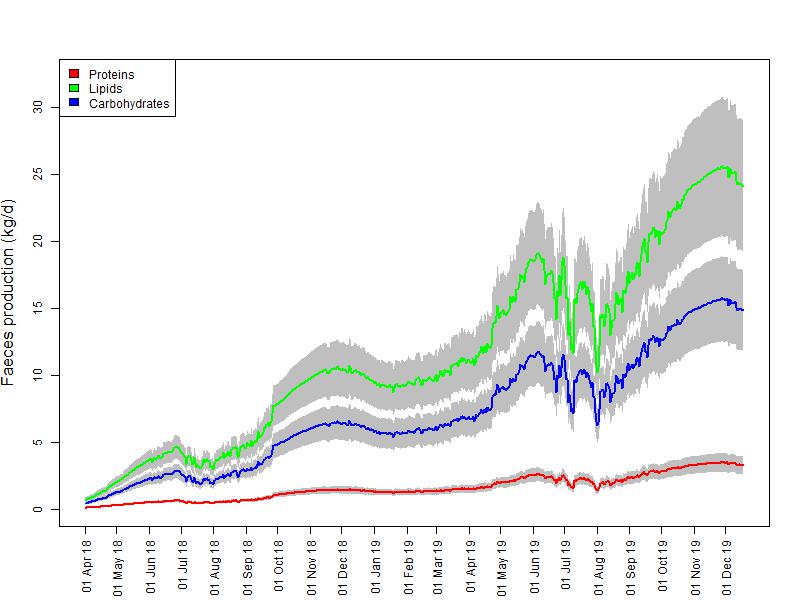 Proteins
Lipids
Carbohydrates
Faeces production (kg/d)
30
25
20
15
10
5
0
01 Apr 18
01 May 18
01 Jun 18
01 Jul 18
01 Aug 18
01 Sep 18
01 Oct 18
01 Nov 18
01 Dec 18
01 Jan 19
01 Feb 19
01 Mar 19
01 Apr 19
01 May 19
01 Jun 19
01 Jul 19
01 Aug 19
01 Sep 19
01 Oct 19
01 Nov 19
01 Dec 19